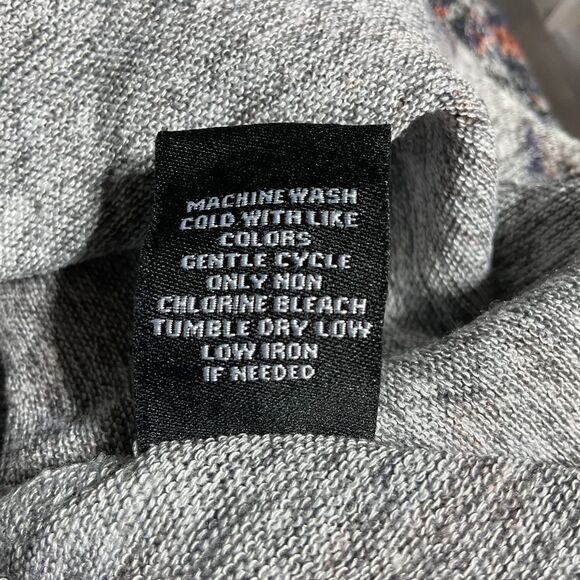 MACHINE WASH
COLD WITH LIKE
COLORS
GENTLE CYCLE
ONLY NON
CHLORINE BLEACH
TUMBLE DRY LOW
LOW IRON
IF NEEDED